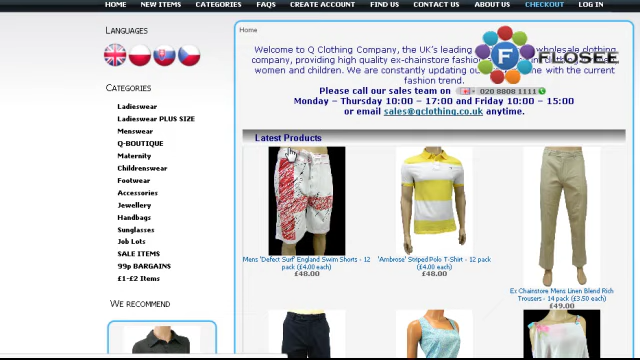 HOME NEW ITEMS CATEGORIES FAQS CREATE ACCOUNT FIND US CONTACT US ABOUT US CHECKOUT LOG IN
LANGUAGES
CATEGORIES
Ladieswear
Ladieswear PLUS SIZE
Menswear
Q-BOUTIQUE
Maternity
Childrenswear
Footwear
Accessories
Jewellery
Handbags
Sunglasses
Job Lots
SALE ITEMS
99p BARGAINS
£1-£2 Items
WE RECOMMEND
Home
Welcome to Q Clothing Company, the UK's leading wholesale clothing
company, providing high quality ex-chainstore
women and children. We are constantly updating with the current
fashion trend.
Please call our sales team on 020 8808 1111
Monday - Thursday 10:00 - 17:00 and Friday 10:00 - 15:00
or email sales@qclothing.co.uk anytime.
F FLOSEE
Latest Products
Mens 'Defect Surf' England Swim Shorts - 12
pack (£4.00 each)
£48.00
'Ambrose' Striped Polo T-Shirt - 12 pack
(£4.00 each)
£48.00
Ex Chainstore Mens Linen Blend Rich
Trousers - 14 pack (£3.50 each)
£49.00